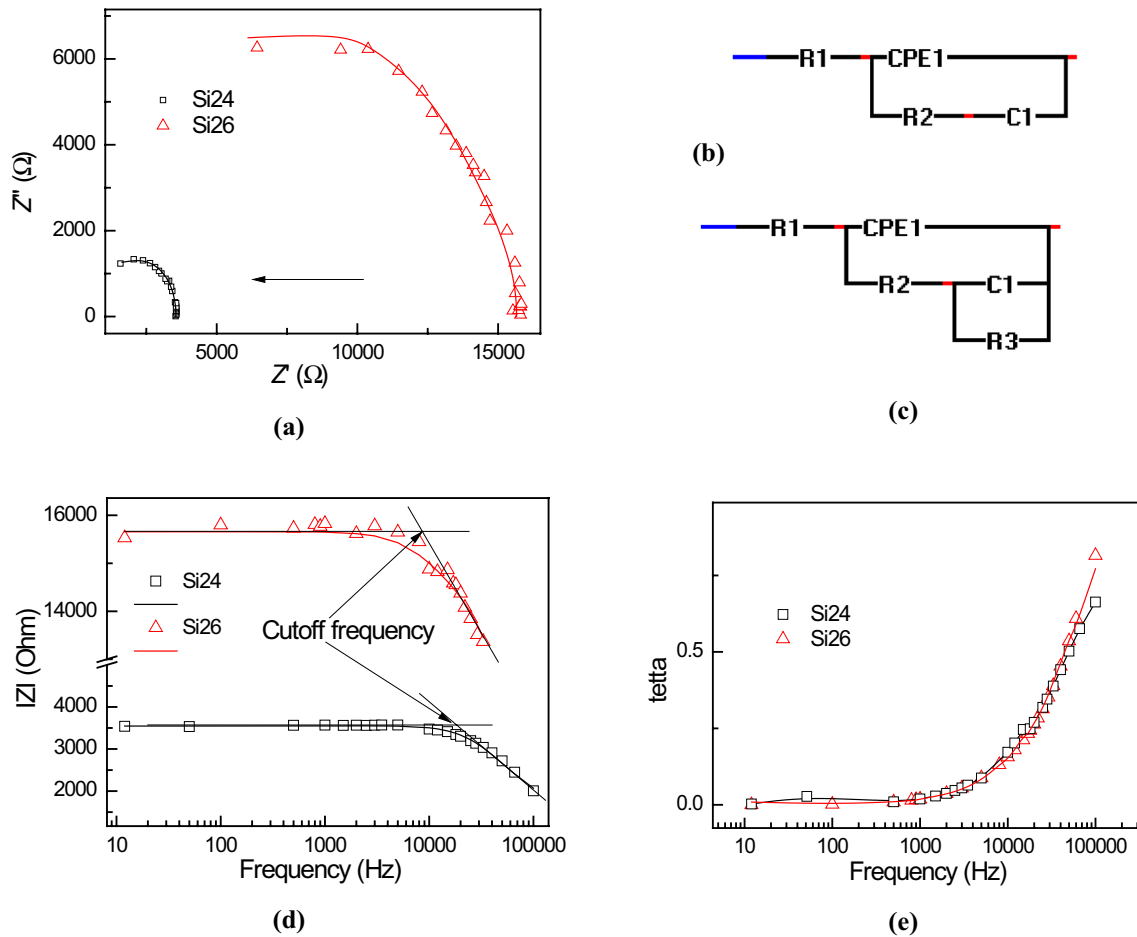 6000
4000
2000
0
Z'' (Ω)
Si24
Si26
5000
10000
15000
Z' (Ω)
(a)
R1
CPE1
R2
C1
(b)
R1
CPE1
R2
C1
R3
(c)
16000
14000
4000
3000
2000
|Z| (Ohm)
Si24
Si26
Cutoff frequency
10
100
1000
10000
100000
Frequency (Hz)
(d)
0.5
0.0
tetta
Si24
Si26
10
100
1000
10000
100000
Frequency (Hz)
(e)